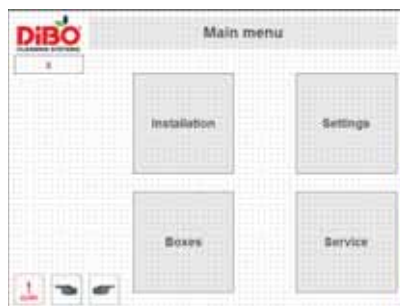 DiBO
CLEANING SYSTEMS
Main menu
Installation
Settings
Boxes
Service